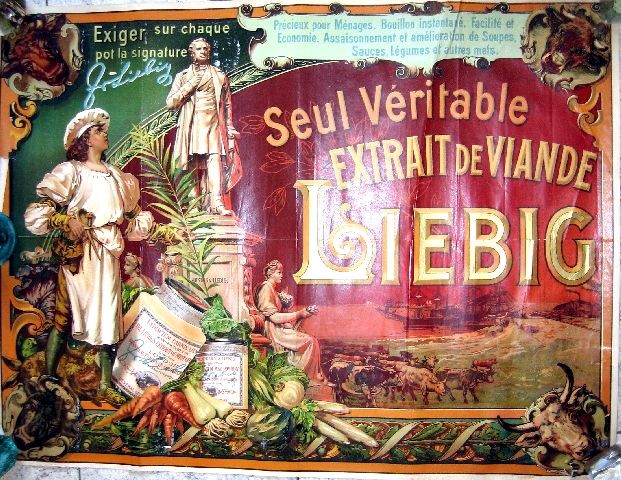 Exiger sur chaque
pot la signature
J v Liebig
Précieux pour Ménages. Bouillon instantané. Facilité et
Economie. Assaisonnement et amélioration de Soupes,
Sauces, Légumes et autres mets.
Seul Véritable
EXTRAIT DE VIANDE
LIEBIG